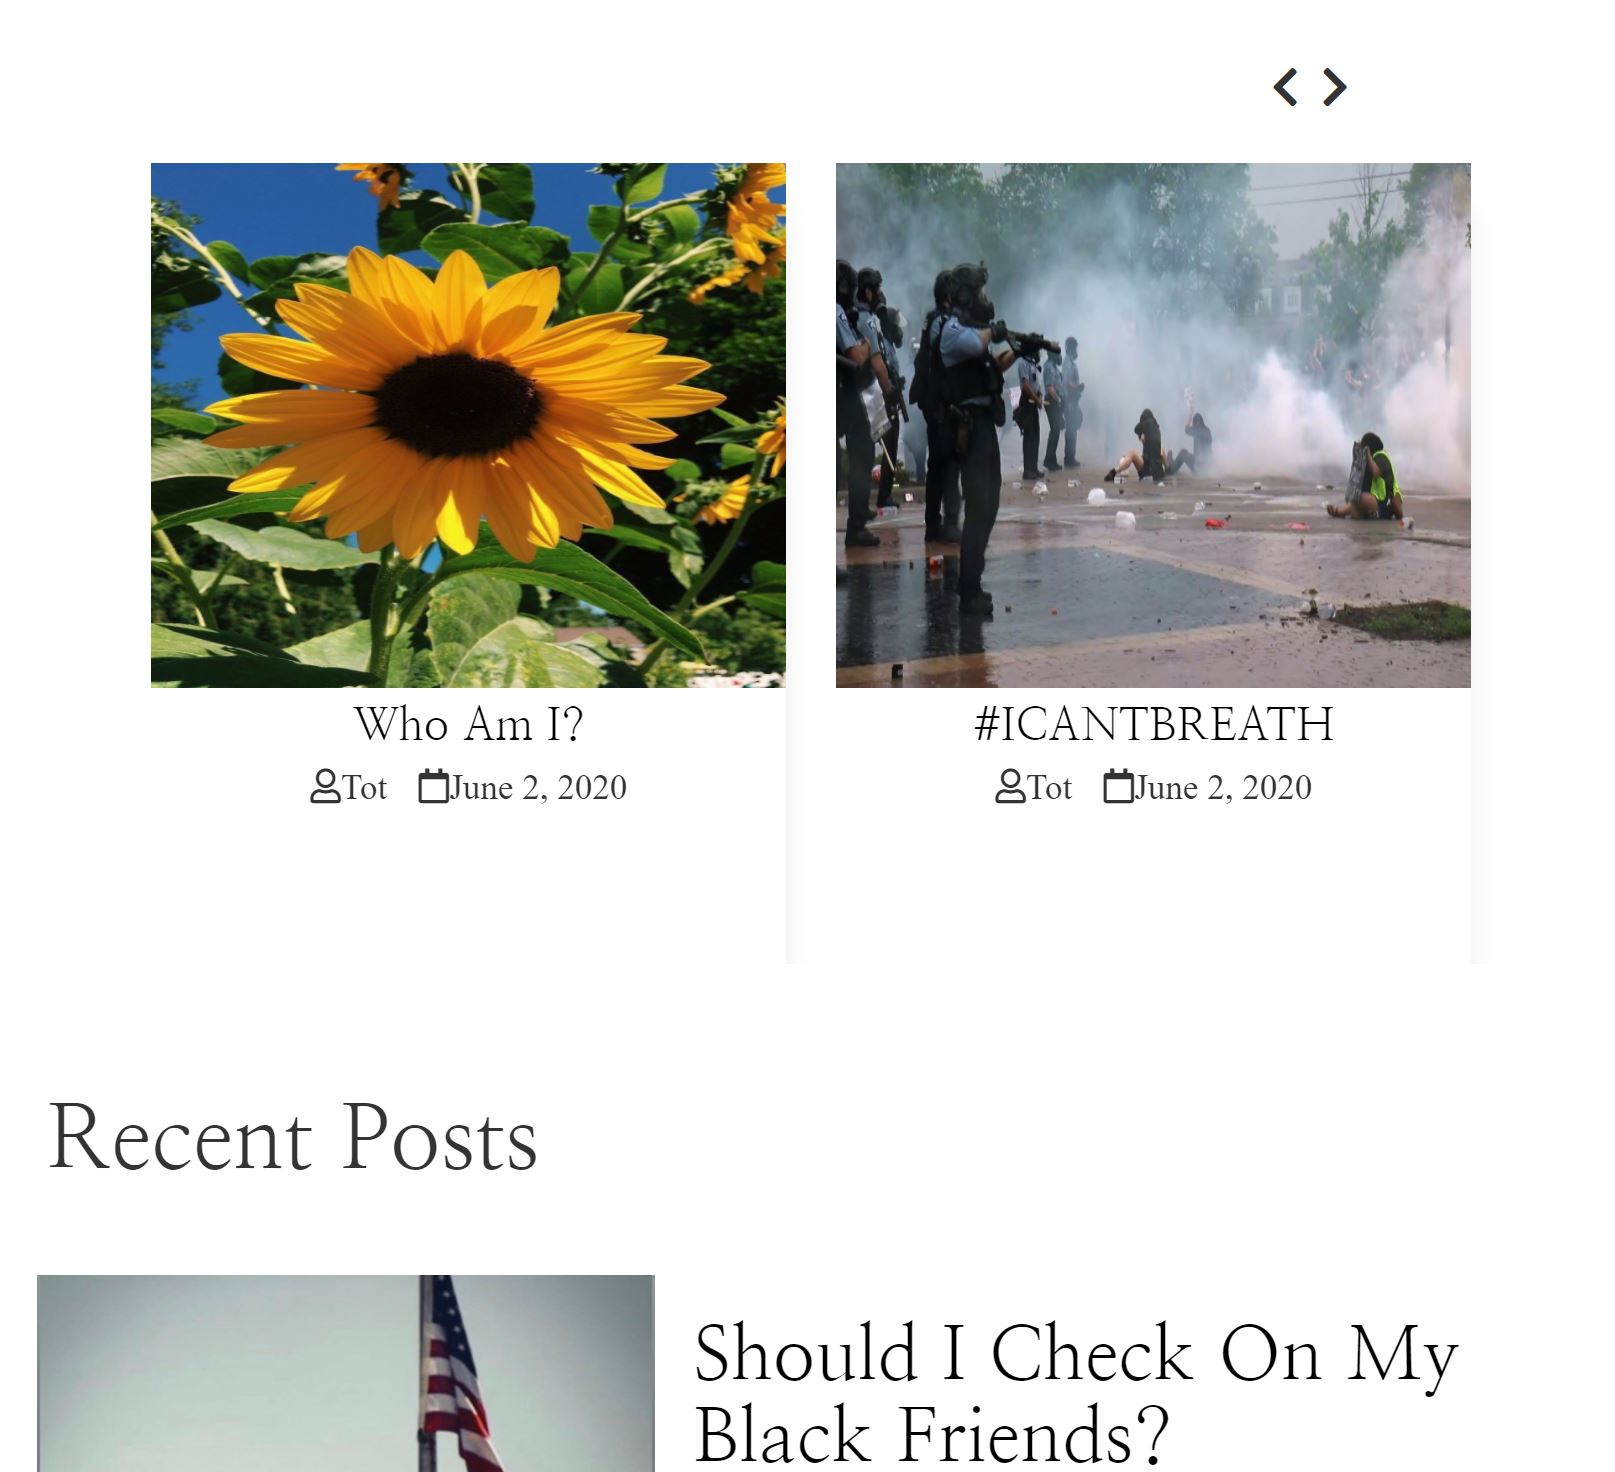 Who Am I?
Tot June 2, 2020
#ICANTBREATH
Tot June 2, 2020
Recent Posts
Should I Check On My
Black Friends?